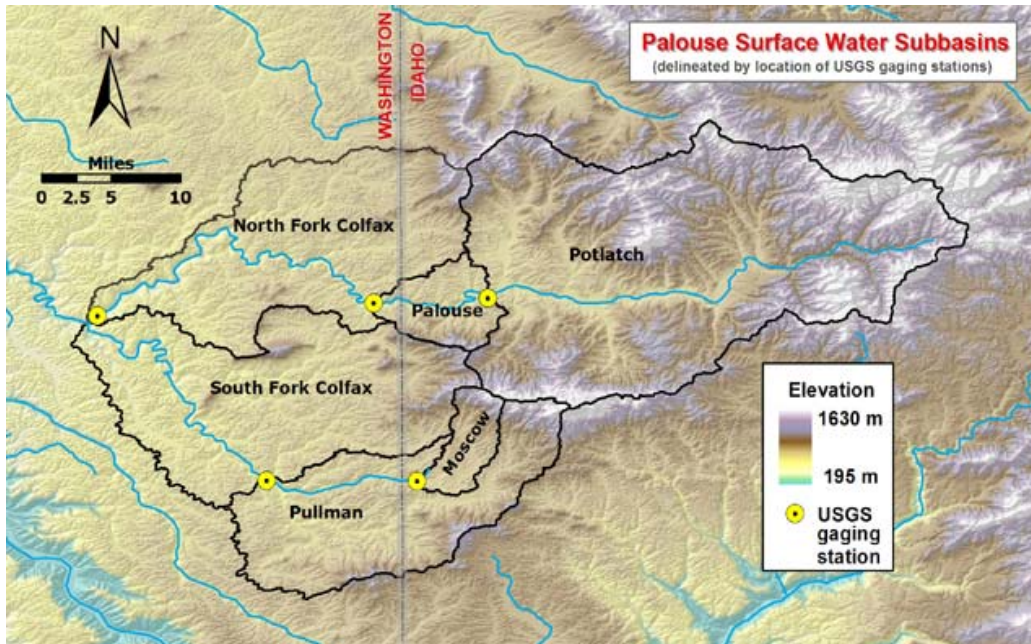 Palouse Surface Water Subbasins
(delineated by location of USGS gaging stations)
N
WASHINGTON
IDAHO
Miles
0 2.5 5 10
North Fork Colfax
Potlatch
Palouse
South Fork Colfax
Moscow
Pullman
Elevation
1630 m
195 m
USGS
gaging
station